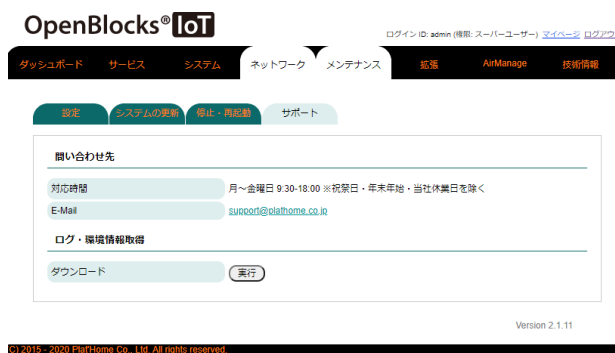 OpenBlocks® IoT
ログイン ID: admin (権限: スーパーユーザー) マイページ ログアウ
ダッシュボード サービス システム ネットワーク メンテナンス 拡張 AirManage 技術情報
設定 システムの更新 停止・再起動 サポート
問い合わせ先
対応時間 月～金曜日 9:30-18:00 ※祝祭日・年末年始・当社休業日を除く
E-Mail support@plathome.co.jp
ログ・環境情報取得
ダウンロード 実行
Version 2.1.11
C) 2015 - 2020 Plat'Home Co., Ltd. All rights reserved.